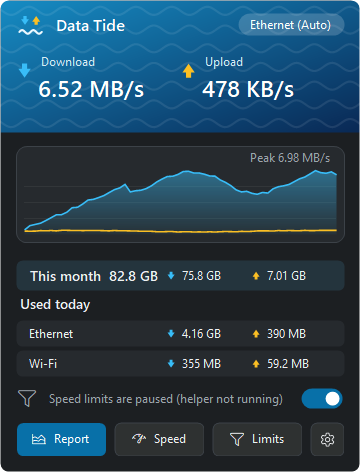 Data Tide
Ethernet (Auto)
Download Upload
6.52 MB/s 478 KB/s
Peak 6.98 MB/s
This month 82.8 GB 75.8 GB 7.01 GB
Used today
Ethernet 4.16 GB 390 MB
Wi-Fi 355 MB 59.2 MB
Speed limits are paused (helper not running)
Report Speed Limits